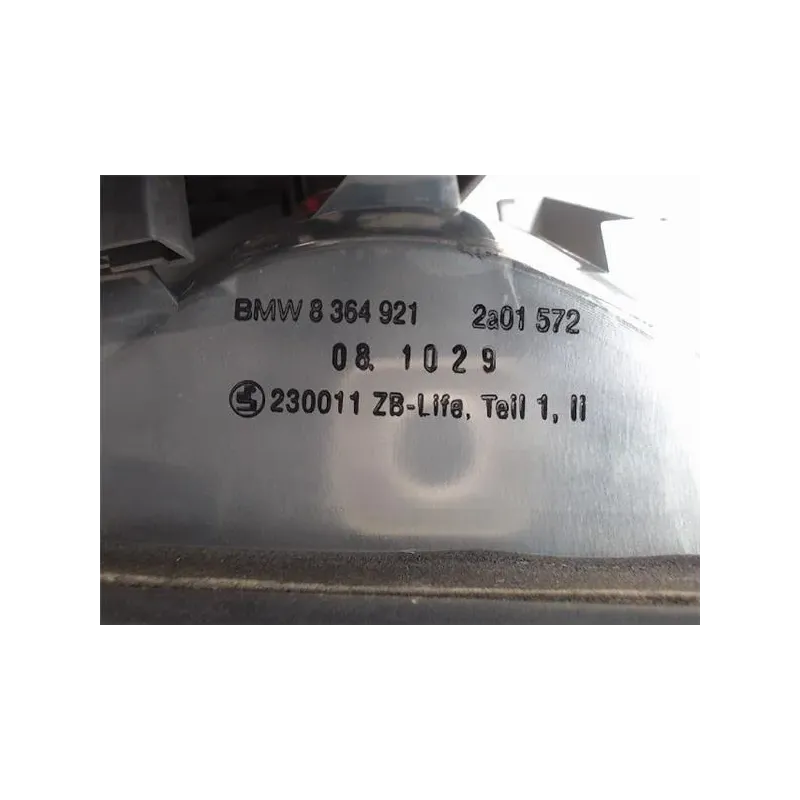 BMW 8 364 921 2a01 572
08. 1029
230011 ZB-Life, Teil 1, II